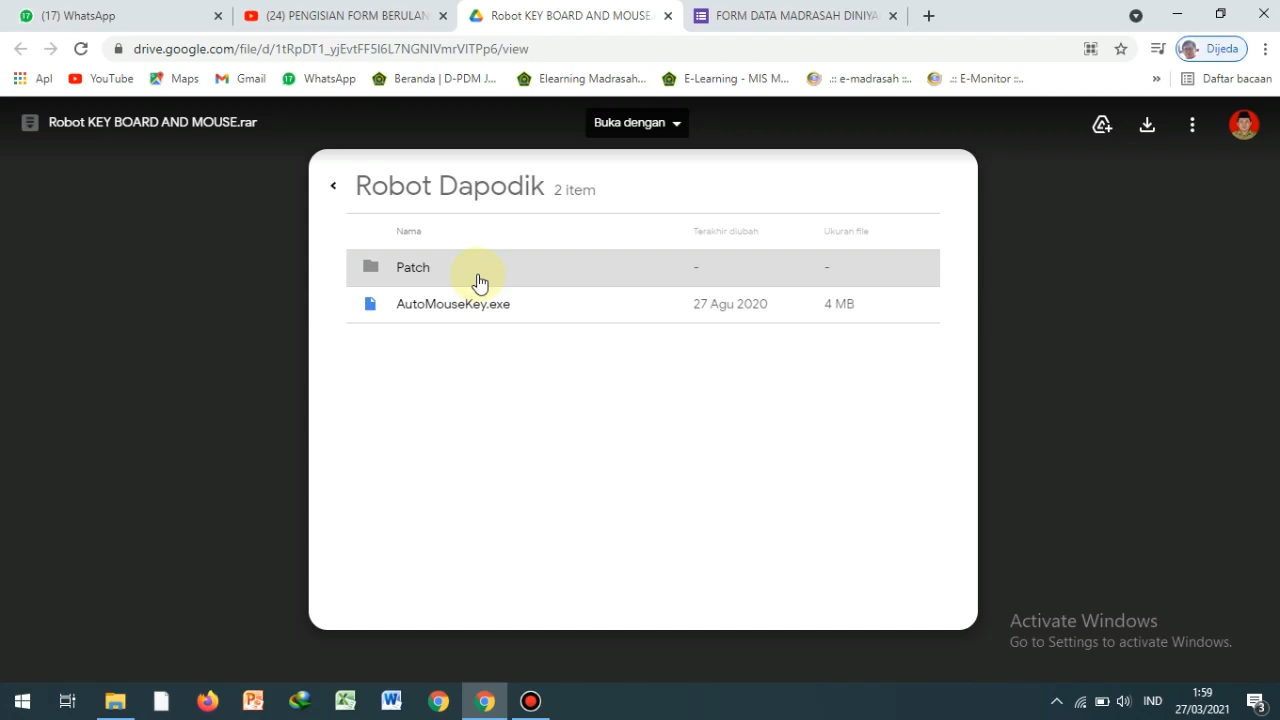 (17) WhatsApp
(24) PENGISIAN FORM BERULAN
Robot KEY BOARD AND MOUSE.
FORM DATA MADRASAH DINIYA
drive.google.com/file/d/1tRpDT1_yjEvtFF5I6L7NGNIVmrVITPp6/view
Dijeda
Apl
YouTube
Maps
Gmail
WhatsApp
Beranda | D-PDM J...
Elearning Madrasah...
E-Learning - MIS M...
.:: e-madrasah ::..
.:: E-Monitor ::..
»
Daftar bacaan
Robot KEY BOARD AND MOUSE.rar
Buka dengan
Robot Dapodik 2 item
Nama Terakhir diubah Ukuran file
Patch - -
AutoMouseKey.exe 27 Agu 2020 4 MB
Activate Windows
Go to Settings to activate Windows.
IND
1:59
27/03/2021
3